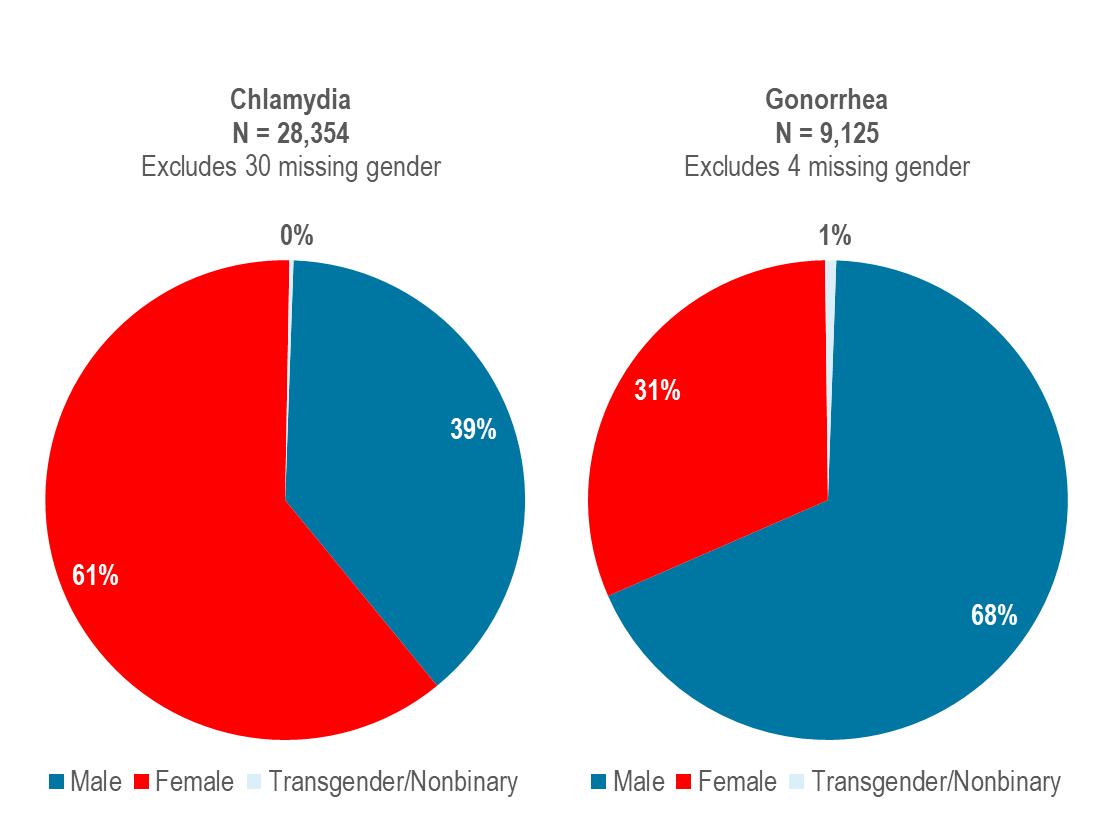 Chlamydia
N = 28,354
Excludes 30 missing gender
0%
39%
61%
Male Female Transgender/Nonbinary
Gonorrhea
N = 9,125
Excludes 4 missing gender
1%
31%
68%
Male Female Transgender/Nonbinary